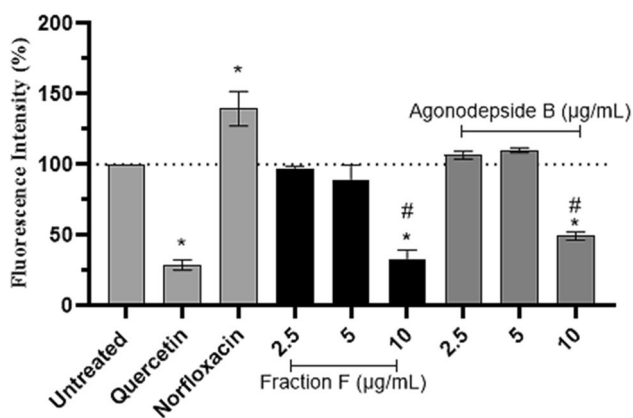 Fluorescence Intensity (%)
200
150
100
50
0
*
*
#
*
#
*
Agonodepside B (µg/mL)
Untreated
Quercetin
Norfloxacin
2.5
5
10
2.5
5
10
Fraction F (µg/mL)